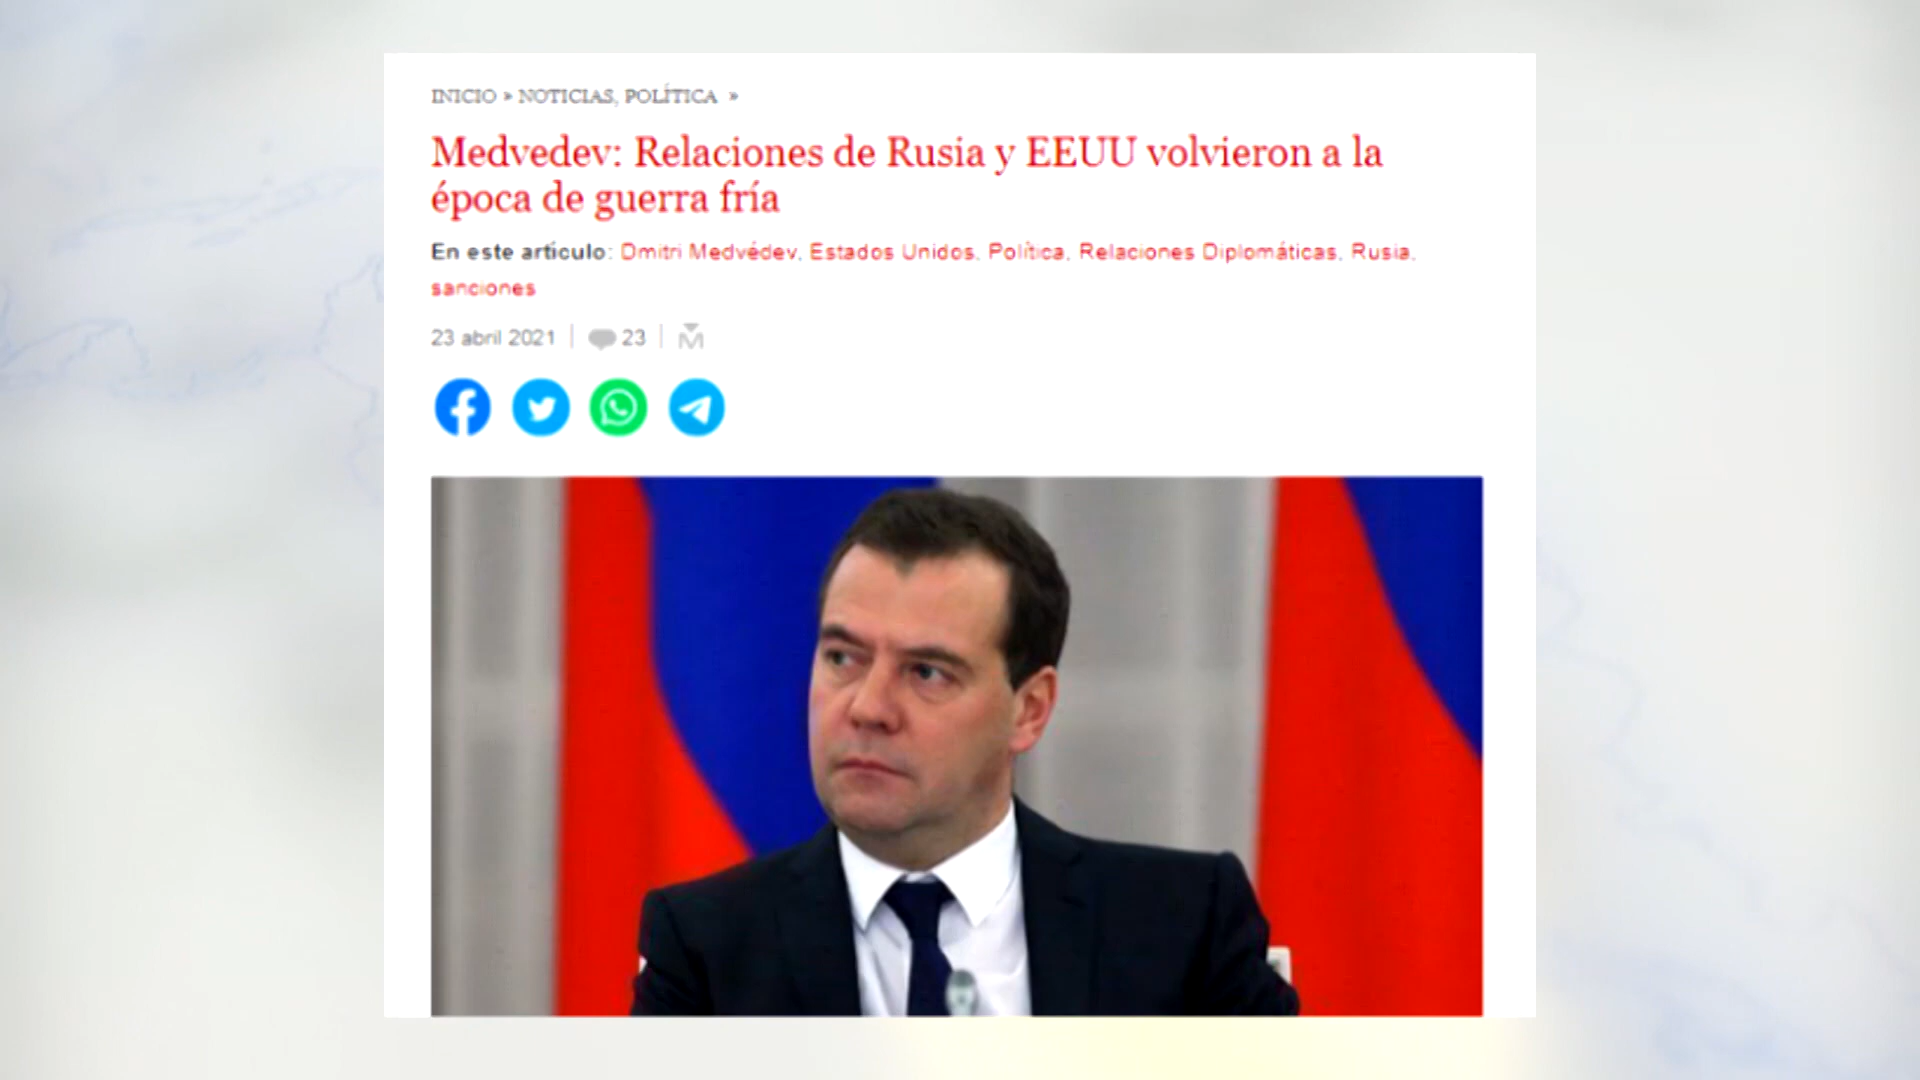 INICIO » NOTICIAS, POLÍTICA »
Medvedev: Relaciones de Rusia y EEUU volvieron a la
época de guerra fría
En este artículo: Dmitri Medvédev, Estados Unidos, Política, Relaciones Diplomáticas, Rusia,
sanciones
23 abril 2021 | 23 |